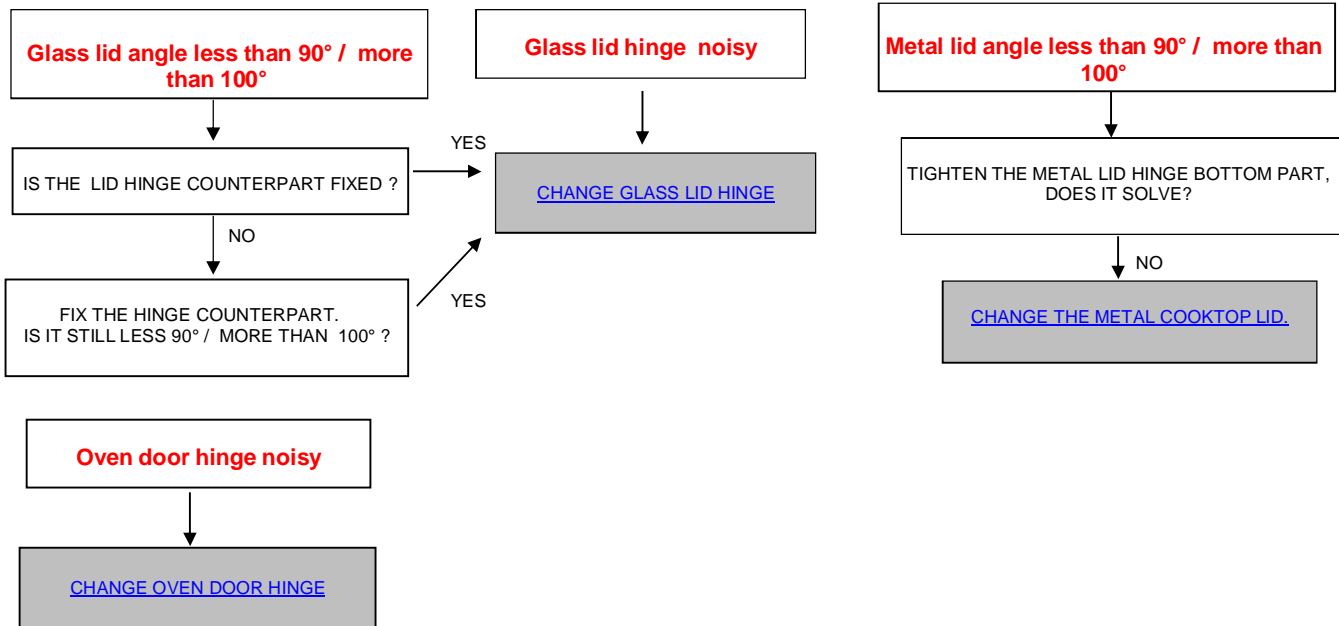 Glass lid angle less than 90° / more
than 100°
IS THE LID HINGE COUNTERPART FIXED ?
YES
NO
FIX THE HINGE COUNTERPART.
IS IT STILL LESS 90° / MORE THAN 100° ?
YES
Glass lid hinge noisy
CHANGE GLASS LID HINGE
Metal lid angle less than 90° / more than
100°
TIGHTEN THE METAL LID HINGE BOTTOM PART,
DOES IT SOLVE?
NO
CHANGE THE METAL COOKTOP LID.
Oven door hinge noisy
CHANGE OVEN DOOR HINGE